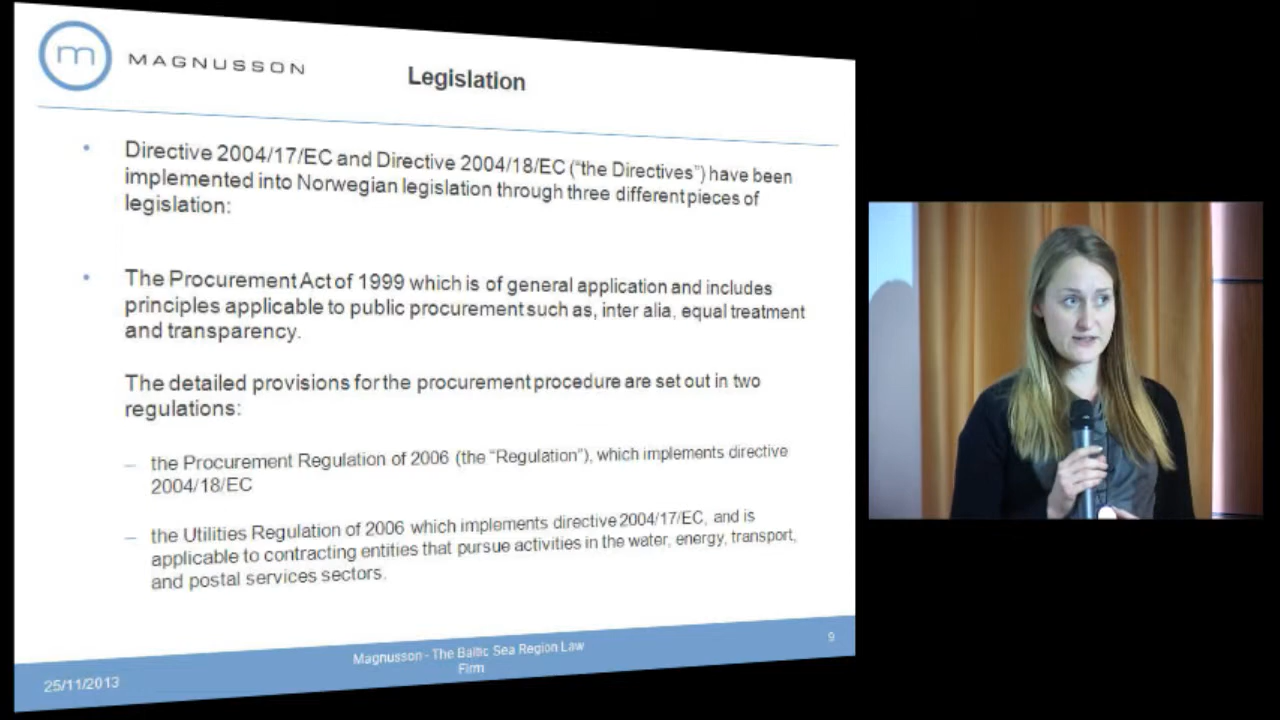 m MAGNUSSON
Legislation
• Directive 2004/17/EC and Directive 2004/18/EC (“the Directives”) have been
implemented into Norwegian legislation through three different pieces of
legislation:
• The Procurement Act of 1999 which is of general application and includes
principles applicable to public procurement such as, inter alia, equal treatment
and transparency.
The detailed provisions for the procurement procedure are set out in two
regulations:
– the Procurement Regulation of 2006 (the “Regulation”), which implements directive
2004/18/EC
– the Utilities Regulation of 2006 which implements directive 2004/17/EC, and is
applicable to contracting entities that pursue activities in the water, energy, transport,
and postal services sectors.
25/11/2013
Magnusson - The Baltic Sea Region Law
Firm
9